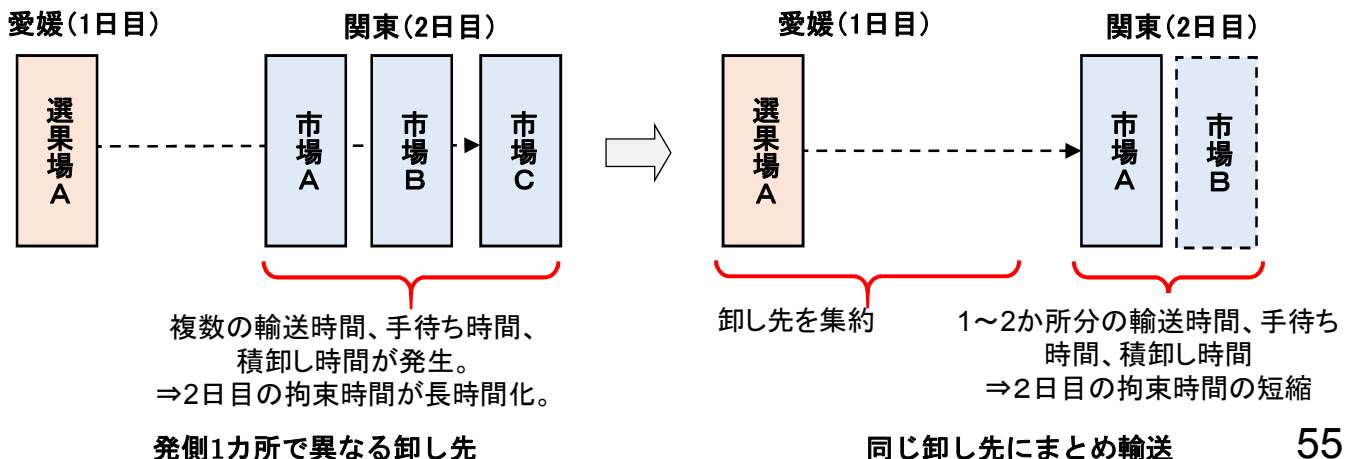 愛媛(1日目)
関東(2日目)
選果場A
市場A
市場B
市場C
複数の輸送時間、手待ち時間、
積卸し時間が発生。
⇒2日目の拘束時間が長時間化。
発側1カ所で異なる卸し先
愛媛(1日目)
関東(2日目)
選果場A
市場A
市場B
卸し先を集約
1～2か所分の輸送時間、手待ち
時間、積卸し時間
⇒2日目の拘束時間の短縮
同じ卸し先にまとめ輸送
55